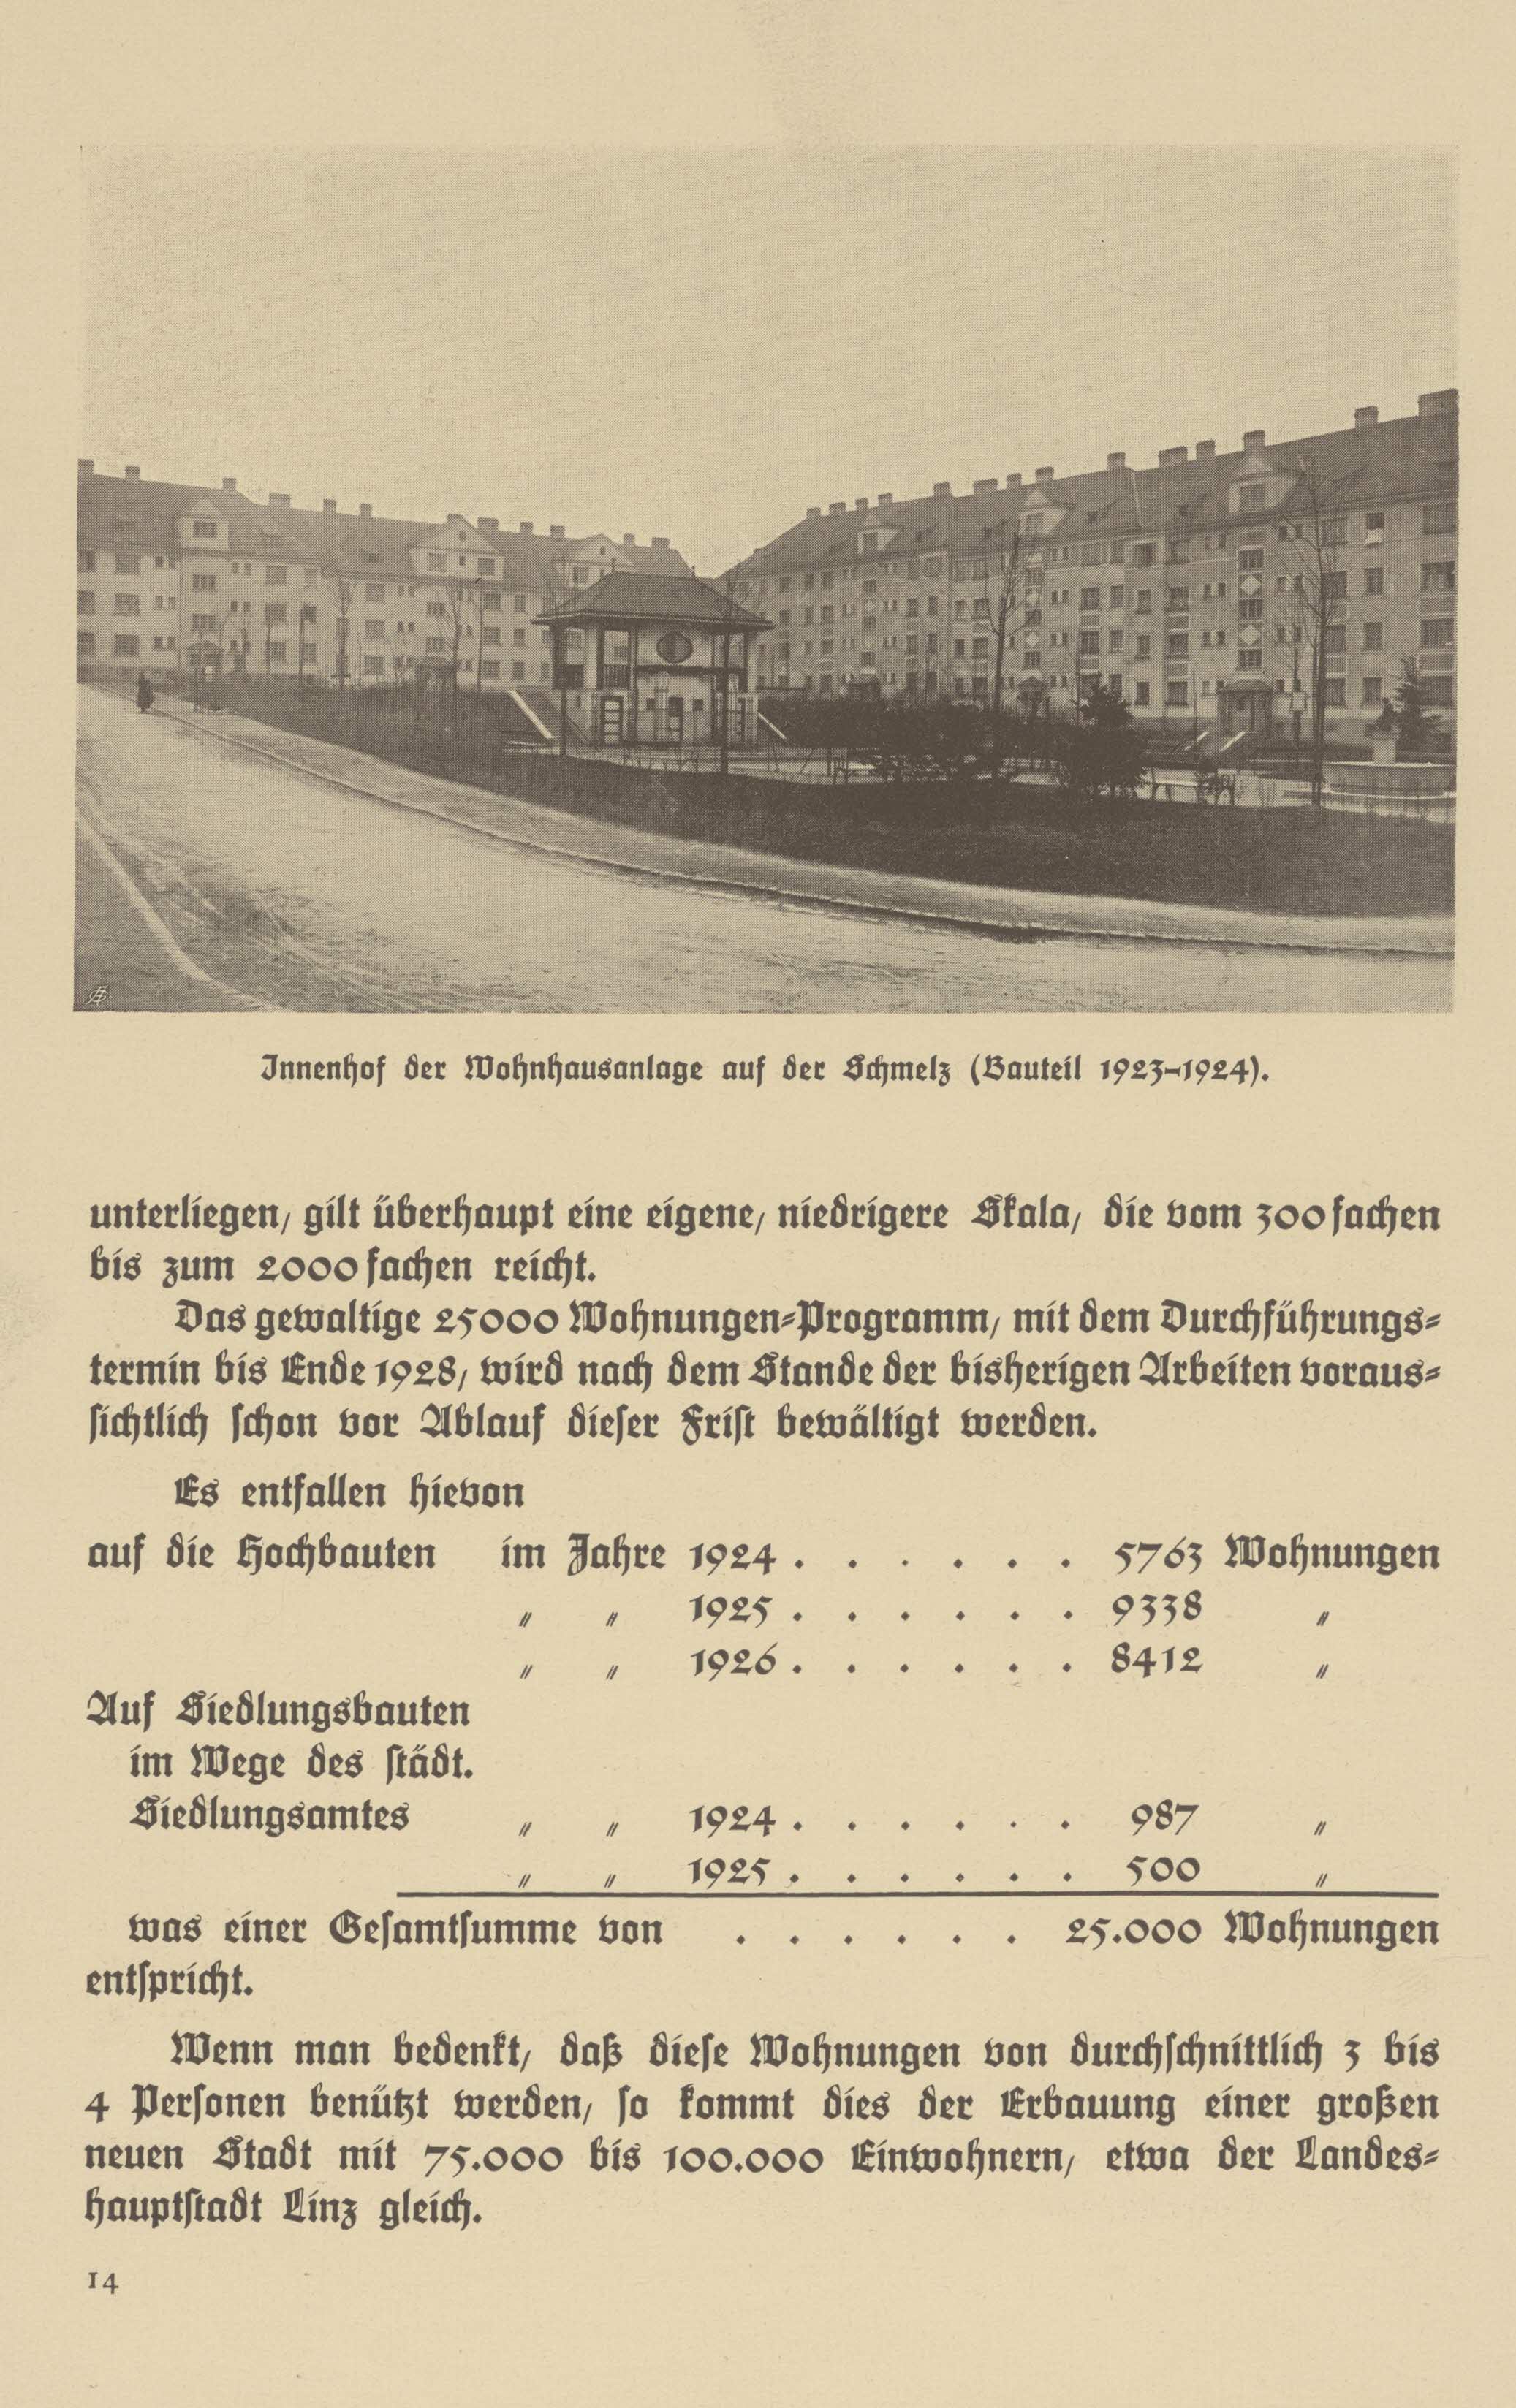 Innenhof der Wohnhausanlage auf der Schmelz (Bauteil 1923-1924).
unterliegen, gilt überhaupt eine eigene, niedrigere Skala, die vom 300fachen
bis zum 2000fachen reicht.
Das gewaltige 25000 Wohnungen-Programm, mit dem Durchführungs-
termin bis Ende 1928, wird nach dem Stande der bisherigen Arbeiten voraus-
sichtlich schon vor Ablauf dieser Frist bewältigt werden.
Es entfallen hievon
auf die Hochbauten im Jahre 1924 . . . . . . 5763 Wohnungen
" " 1925 . . . . . . 9338 "
" " 1926 . . . . . . 8412 "
Auf Siedlungsbauten
im Wege des städt.
Siedlungsamtes " " 1924 . . . . . . 987 "
" " 1925 . . . . . . 500 "
was einer Gesamtsumme von . . . . . . 25.000 Wohnungen
entspricht.
Wenn man bedenkt, daß diese Wohnungen von durchschnittlich 3 bis
4 Personen benützt werden, so kommt dies der Erbauung einer großen
neuen Stadt mit 75.000 bis 100.000 Einwohnern, etwa der Landes-
hauptstadt Linz gleich.
14